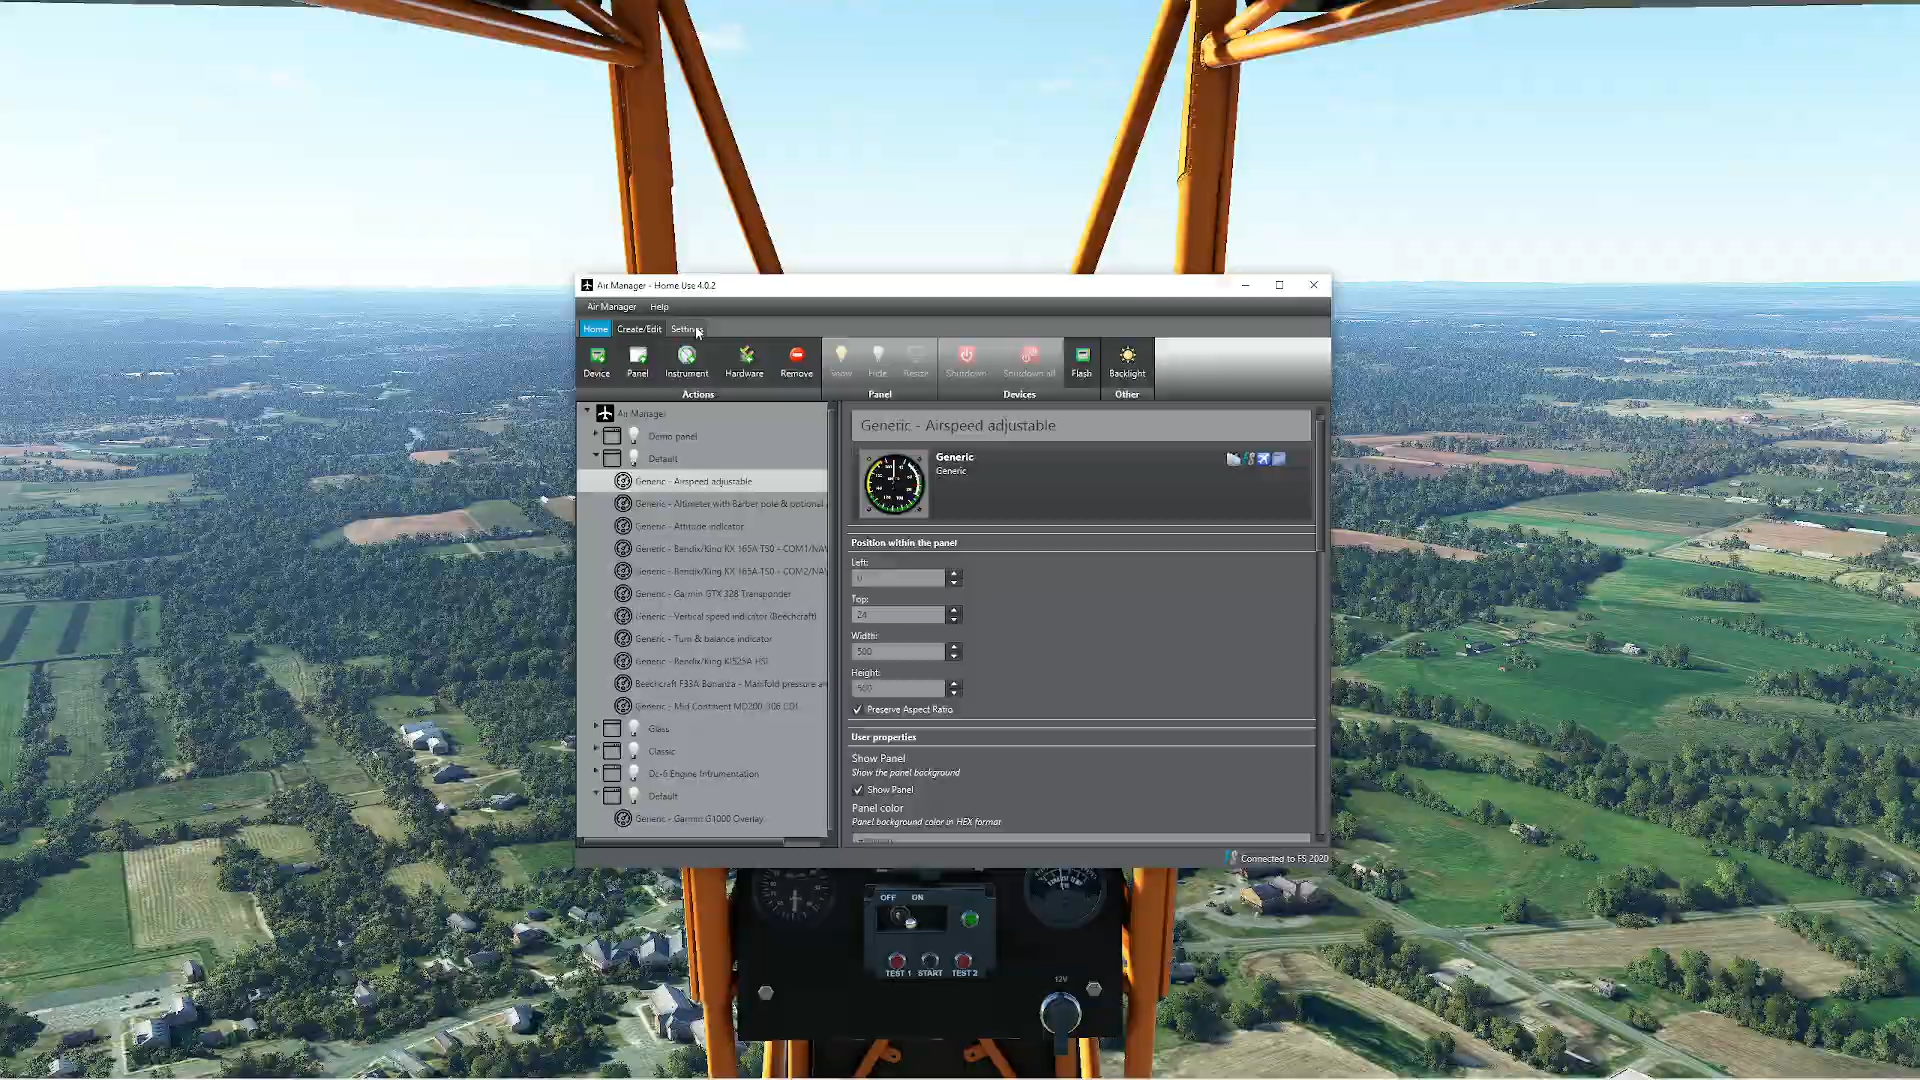 Air Manager - Home Use 4.0.2
Air Manager Help
Home Create/Edit Settings
Device Panel Instrument Hardware Remove Show Hide Resize Shutdown Shutdown all Flash Backlight
Actions Panel Devices Other
Air Manager
Demo panel
Default
Generic - Airspeed adjustable
Generic - Altimeter with Barber pole & optional
Generic - Attitude indicator
Generic - Bendix/King KX 165A TSO - COM1/NAV
Generic - Bendix/King KX 165A TSO - COM2/NAV
Generic - Garmin GTX 328 Transponder
Generic - Vertical speed indicator (Beechcraft)
Generic - Turn & balance indicator
Generic - Bendix/King KI525A HSI
Beechcraft F33A Bonanza - Manifold pressure an
Generic - Mid Continent MD200-306 CDI
Glass
Classic
Dc-6 Engine Intrumentation
Default
Generic - Garmin G1000 Overlay
Generic - Airspeed adjustable
Generic
Generic
Position within the panel
Left:
0
Top:
24
Width:
500
Height:
500
Preserve Aspect Ratio
User properties
Show Panel
Show the panel background
Show Panel
Panel color
Panel background color in HEX format
FS Connected to FS 2020
OFF ON
TEST 1 START TEST 2
12V